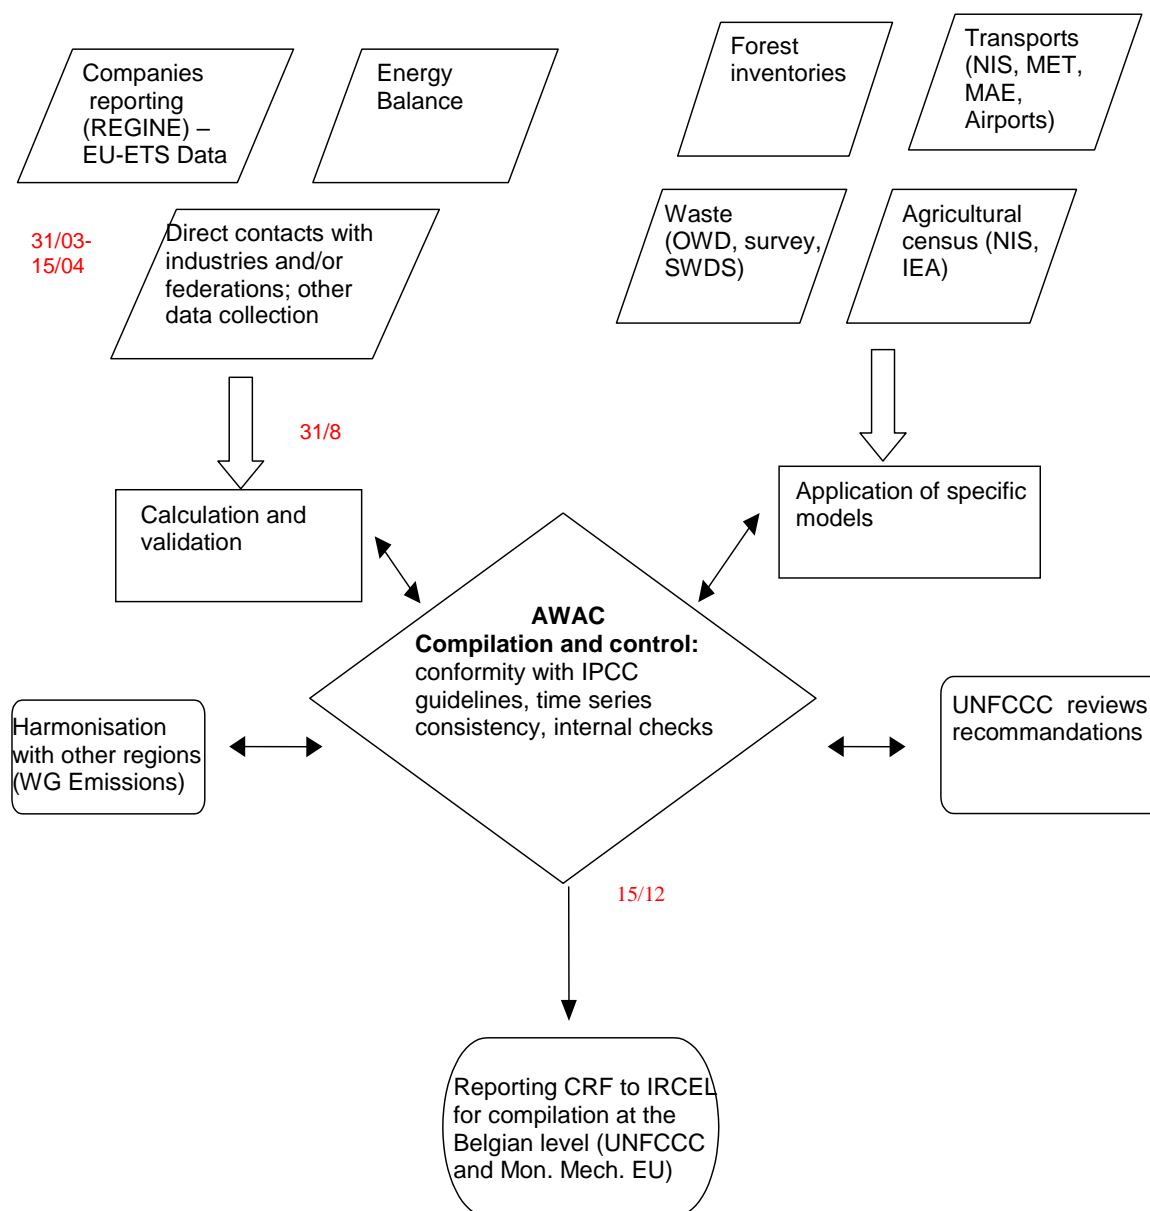 Companies
reporting
(REGINE) –
EU-ETS Data
Energy
Balance
Forest
inventories
Transports
(NIS, MET,
MAE,
Airports)
31/03-
15/04
Direct contacts with
industries and/or
federations; other
data collection
Waste
(OWD, survey,
SWDS)
Agricultural
census (NIS,
IEA)
31/8
Calculation and
validation
Application of specific
models
AWAC
Compilation and control:
conformity with IPCC
guidelines, time series
consistency, internal checks
Harmonisation
with other regions
(WG Emissions)
UNFCCC reviews
recommandations
15/12
Reporting CRF to IRCEL
for compilation at the
Belgian level (UNFCCC
and Mon. Mech. EU)